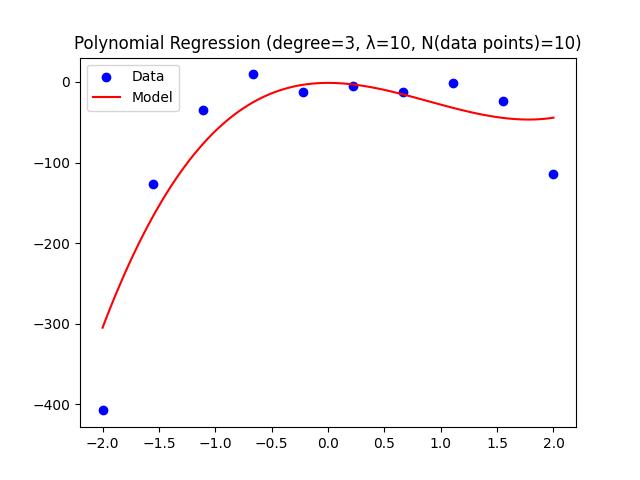 Polynomial Regression (degree=3, λ=10, N(data points)=10)
Data
Model
0
−100
−200
−300
−400
−2.0 −1.5 −1.0 −0.5 0.0 0.5 1.0 1.5 2.0